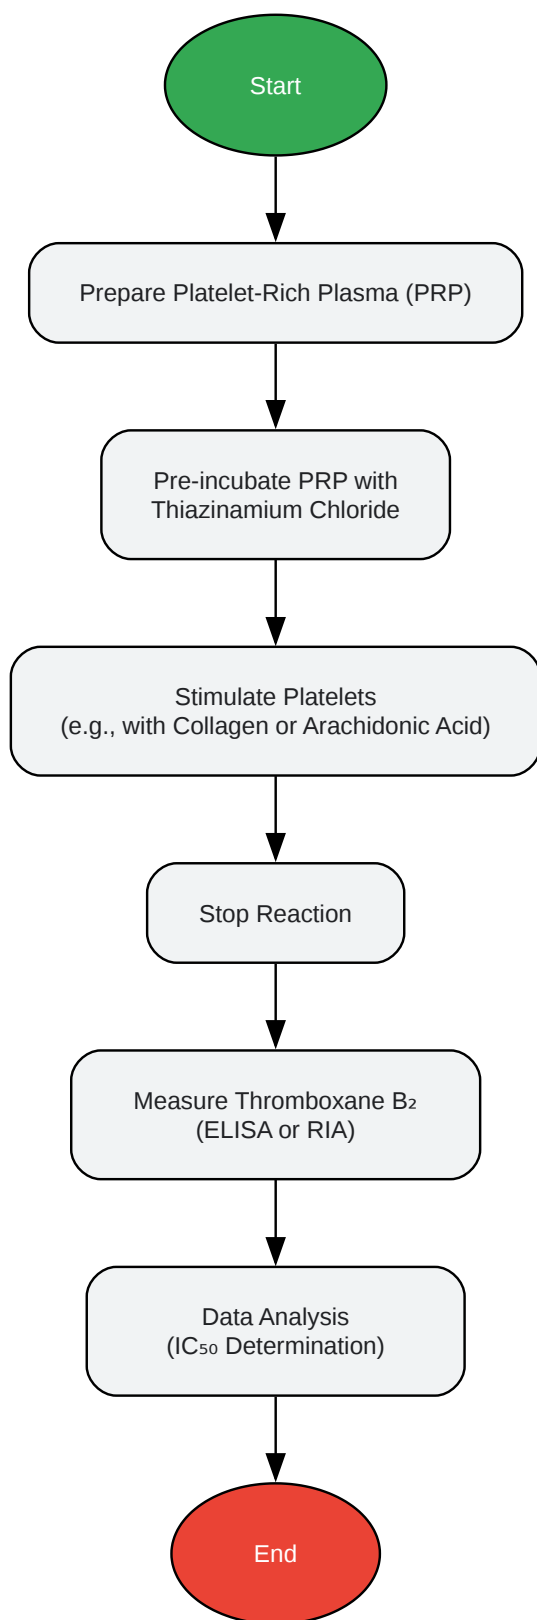 Start
Prepare Platelet-Rich Plasma (PRP)
Pre-incubate PRP with
Thiazinamium Chloride
Stimulate Platelets
(e.g., with Collagen or Arachidonic Acid)
Stop Reaction
Measure Thromboxane B₂
(ELISA or RIA)
Data Analysis
(IC₅₀ Determination)
End